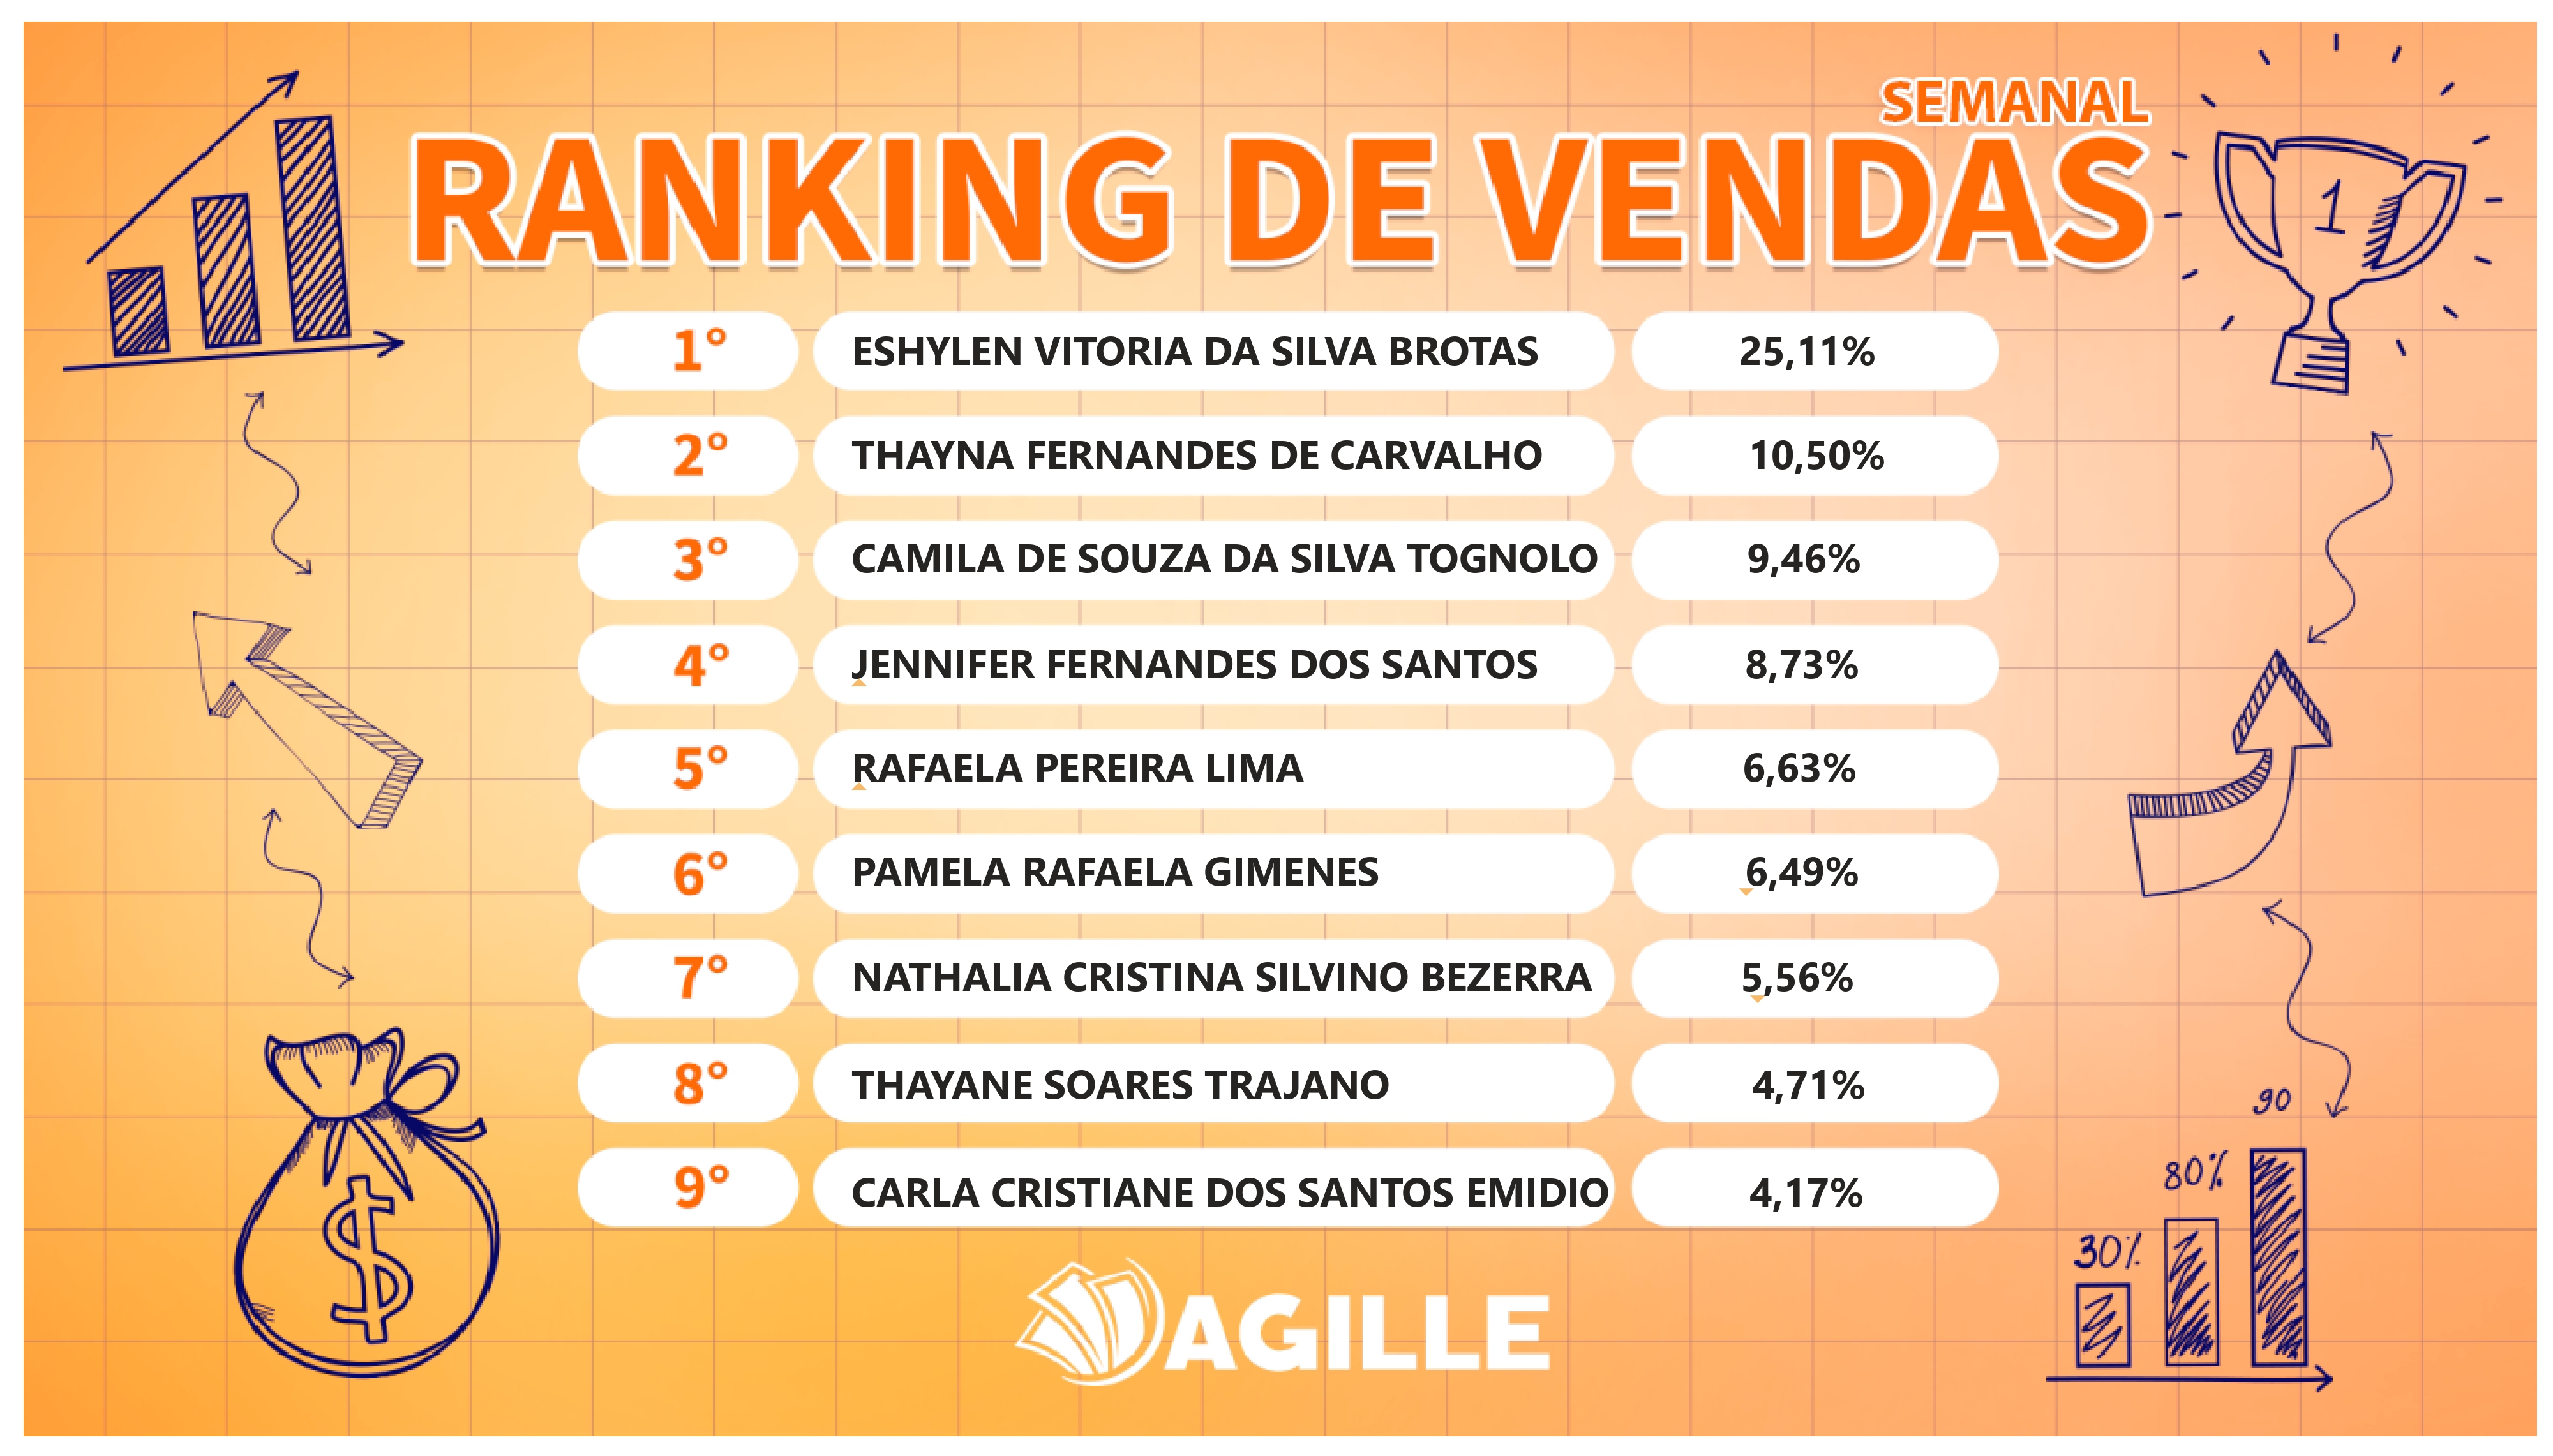 SEMANAL
RANKING DE VENDAS
1
1° ESHYLEN VITORIA DA SILVA BROTAS 25,11%
2° THAYNA FERNANDES DE CARVALHO 10,50%
3° CAMILA DE SOUZA DA SILVA TOGNOLO 9,46%
4° JENNIFER FERNANDES DOS SANTOS 8,73%
5° RAFAELA PEREIRA LIMA 6,63%
6° PAMELA RAFAELA GIMENES 6,49%
7° NATHALIA CRISTINA SILVINO BEZERRA 5,56%
8° THAYANE SOARES TRAJANO 4,71%
9° CARLA CRISTIANE DOS SANTOS EMIDIO 4,17%
$
90
80%
30%
AGILLE